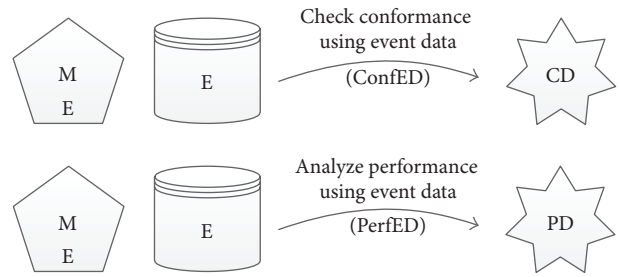 Check conformance
using event data
(ConfED)
M
E
E
CD
Analyze performance
using event data
(PerfED)
M
E
E
PD